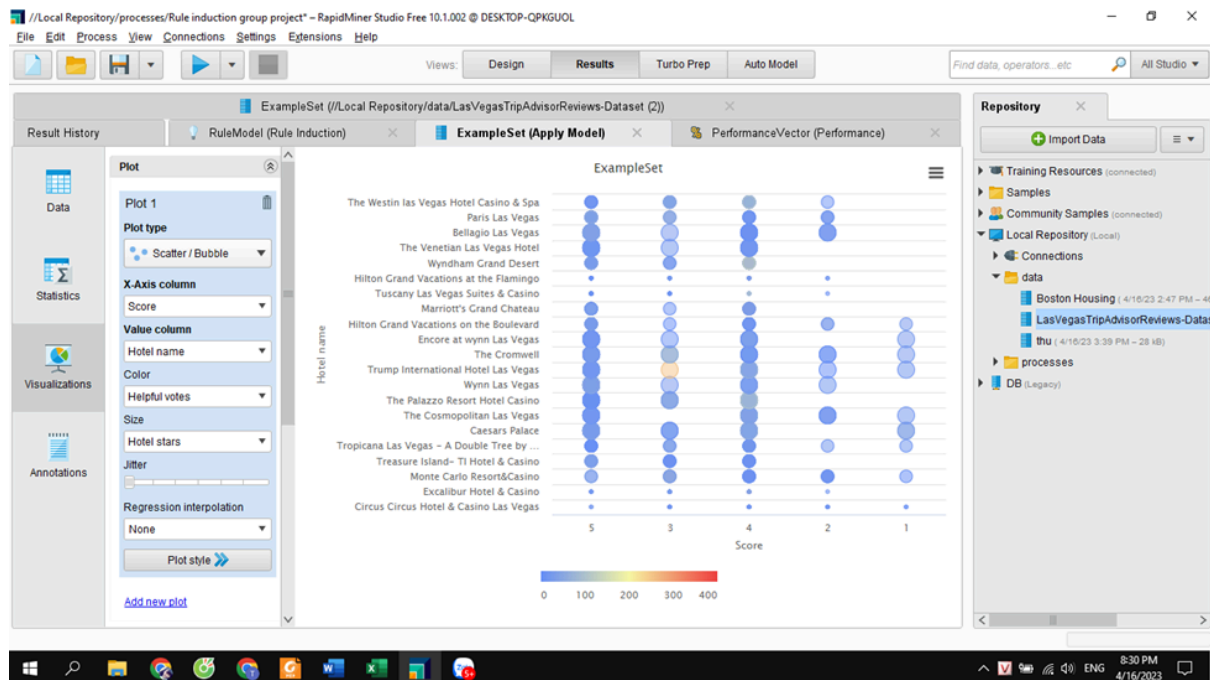 //Local Repository/processes/Rule induction group project* – RapidMiner Studio Free 10.1.002 @ DESKTOP-QPKGUOL
File Edit Process View Connections Settings Extensions Help
Views: Design Results Turbo Prep Auto Model Find data, operators...etc All Studio
ExampleSet (//Local Repository/data/LasVegasTripAdvisorReviews-Dataset (2))
Result History RuleModel (Rule Induction) ExampleSet (Apply Model) PerformanceVector (Performance)
Data
Statistics
Visualizations
Annotations
Plot
Plot 1
Plot type
Scatter / Bubble
X-Axis column
Score
Value column
Hotel name
Color
Helpful votes
Size
Hotel stars
Jitter
Regression interpolation
None
Plot style
Add new plot
ExampleSet
Hotel name
The Westin las Vegas Hotel Casino & Spa
Paris Las Vegas
Bellagio Las Vegas
The Venetian Las Vegas Hotel
Wyndham Grand Desert
Hilton Grand Vacations at the Flamingo
Tuscany Las Vegas Suites & Casino
Marriott's Grand Chateau
Hilton Grand Vacations on the Boulevard
Encore at wynn Las Vegas
The Cromwell
Trump International Hotel Las Vegas
Wynn Las Vegas
The Palazzo Resort Hotel Casino
The Cosmopolitan Las Vegas
Caesars Palace
Tropicana Las Vegas - A Double Tree by ...
Treasure Island- TI Hotel & Casino
Monte Carlo Resort&Casino
Excalibur Hotel & Casino
Circus Circus Hotel & Casino Las Vegas
5 3 4 2 1
Score
0 100 200 300 400
Repository
Import Data
Training Resources (connected)
Samples
Community Samples (connected)
Local Repository (Local)
Connections
data
Boston Housing ( 4/16/23 2:47 PM – 4
LasVegasTripAdvisorReviews-Datas
thu ( 4/16/23 3:39 PM – 28 kB)
processes
DB (Legacy)
ENG
8:30 PM
4/16/2023